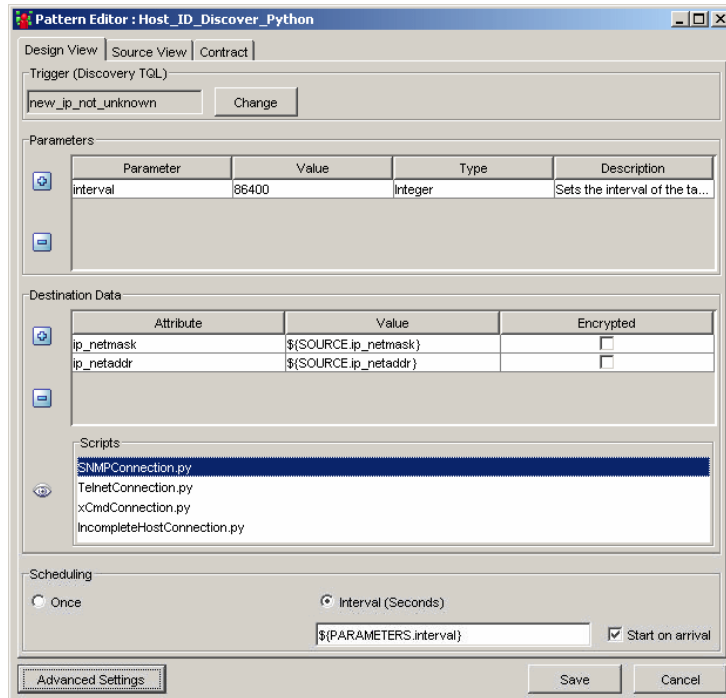 Pattern Editor : Host_ID_Discover_Python
Design View Source View Contract
Trigger (Discovery TQL)
new_ip_not_unknown Change
Parameters
Parameter Value Type Description
interval 86400 Integer Sets the interval of the ta...
Destination Data
Attribute Value Encrypted
ip_netmask ${SOURCE.ip_netmask}
ip_netaddr ${SOURCE.ip_netaddr}
Scripts
SNMPConnection.py
TelnetConnection.py
xCmdConnection.py
IncompleteHostConnection.py
Scheduling
Once Interval (Seconds)
${PARAMETERS.interval} Start on arrival
Advanced Settings Save Cancel